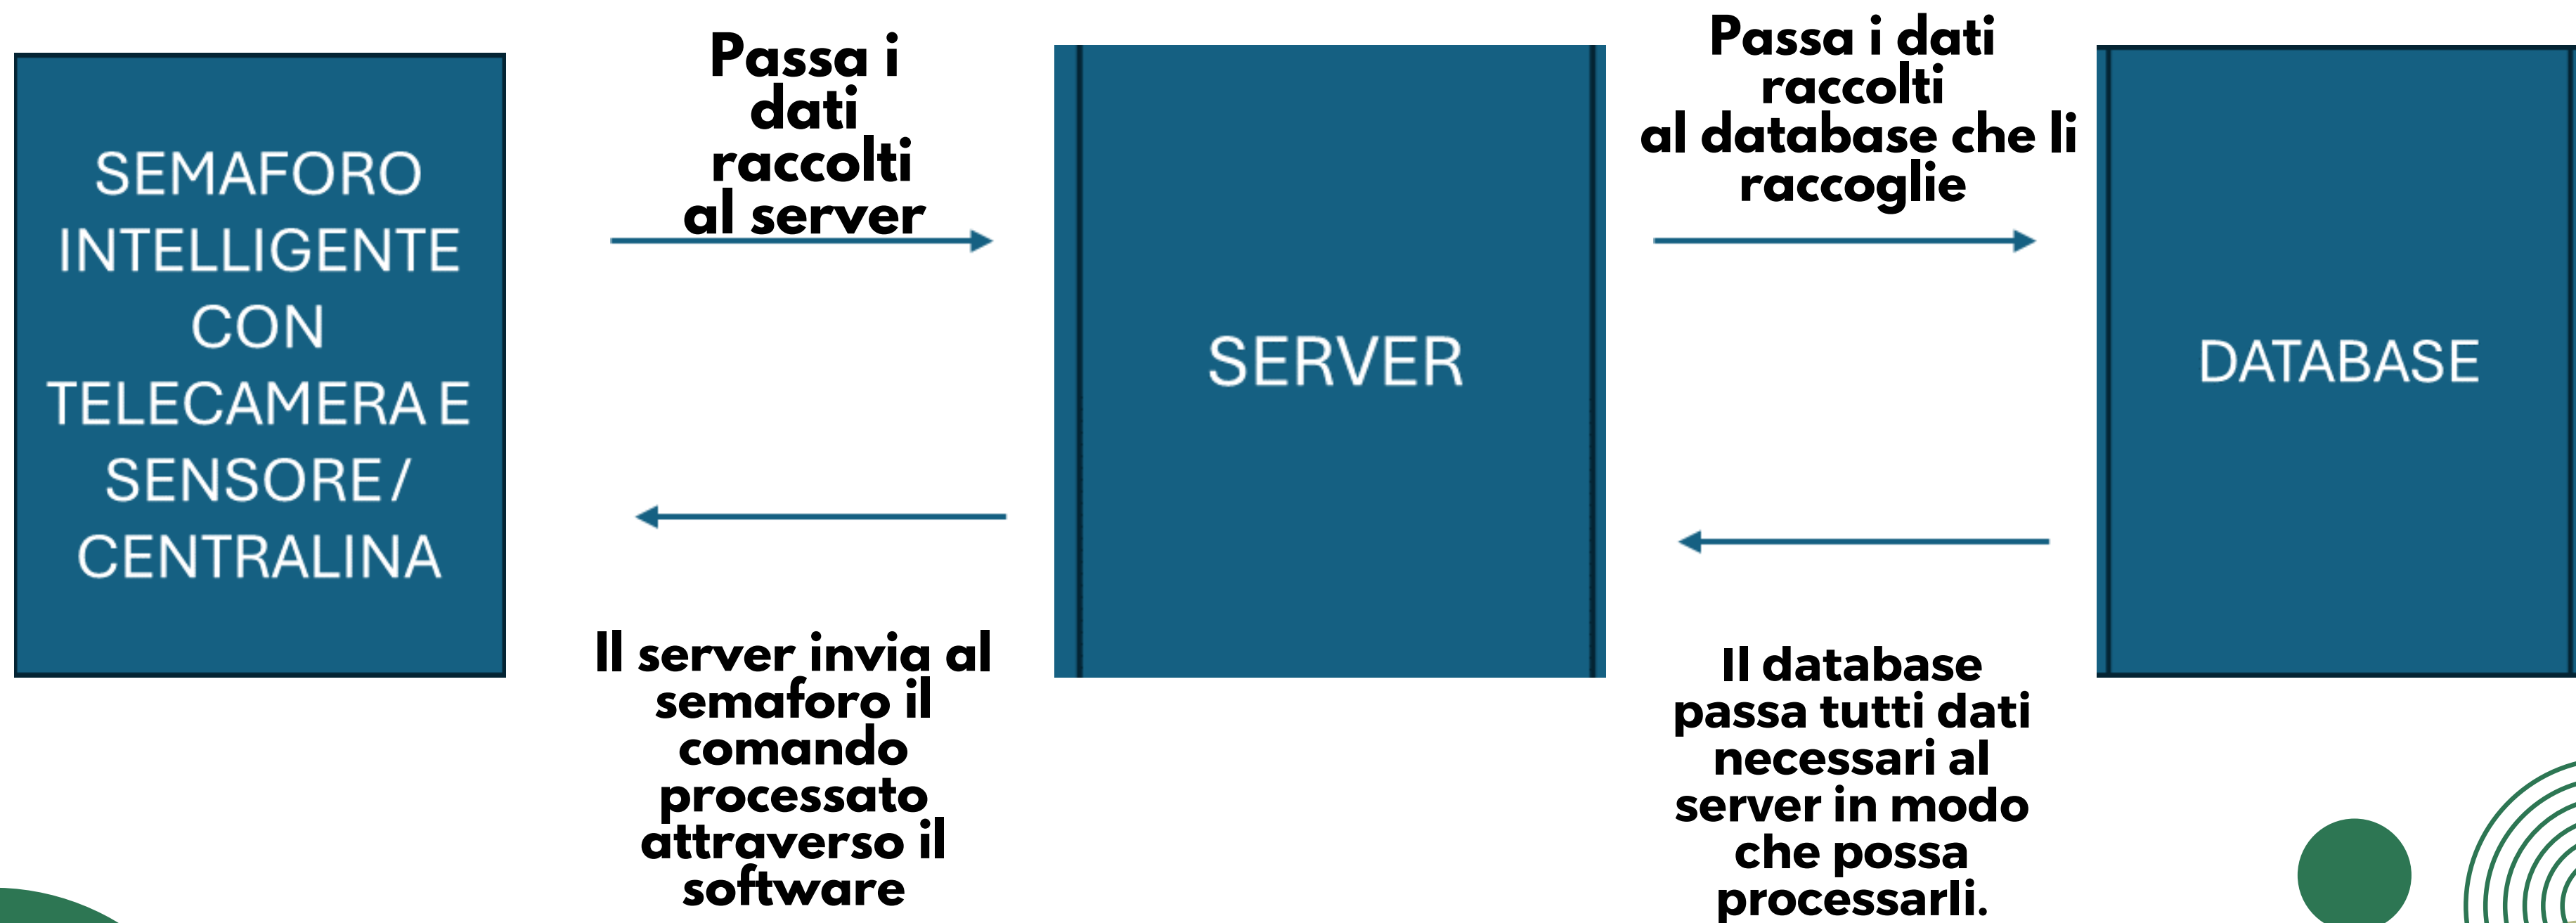 SEMAFORO
INTELLIGENTE
CON
TELECAMERA E
SENSORE/
CENTRALINA
Passa i
dati
raccolti
al server
Il server invia al
semaforo il
comando
processato
attraverso il
software
SERVER
Passa i dati
raccolti
al database che li
raccoglie
Il database
passa tutti dati
necessari al
server in modo
che possa
processarli.
DATABASE